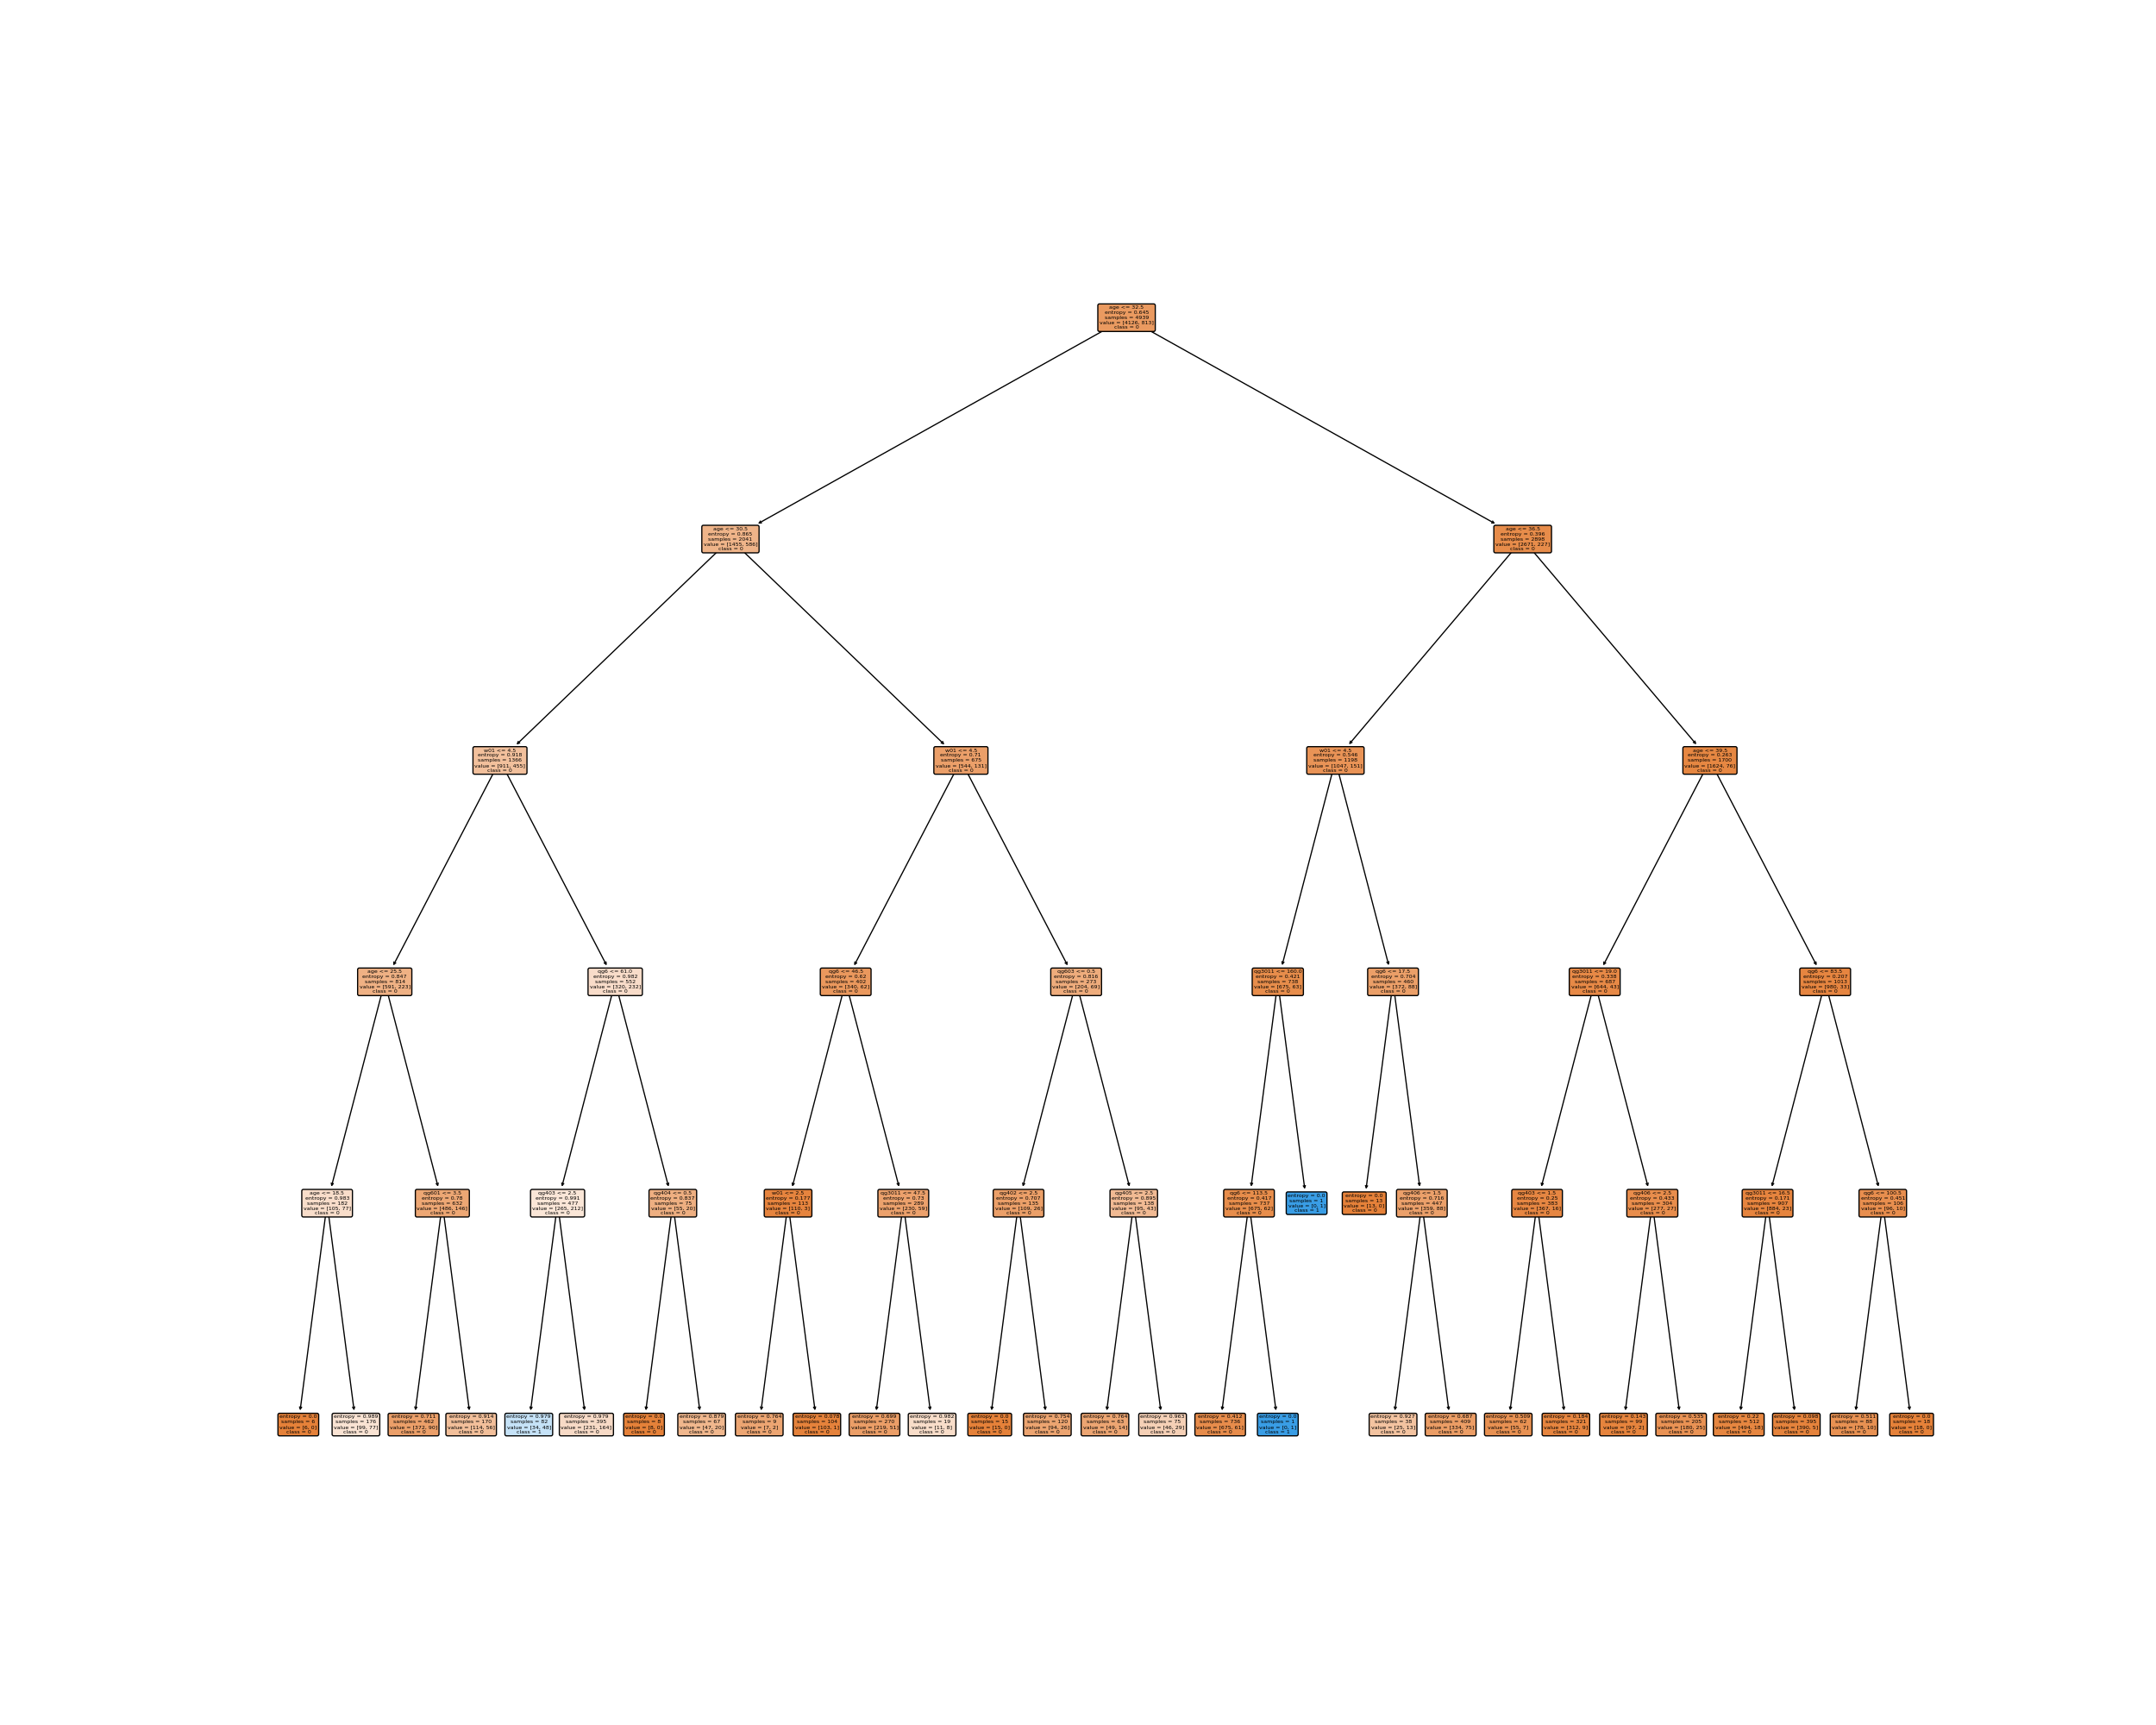 age <= 32.5
entropy = 0.645
samples = 4939
value = [4126, 813]
class = 0
age <= 30.5
entropy = 0.865
samples = 2041
value = [1455, 586]
class = 0
age <= 36.5
entropy = 0.396
samples = 2898
value = [2671, 227]
class = 0
w01 <= 4.5
entropy = 0.918
samples = 1366
value = [911, 455]
class = 0
w01 <= 4.5
entropy = 0.71
samples = 675
value = [544, 131]
class = 0
w01 <= 4.5
entropy = 0.546
samples = 1198
value = [1047, 151]
class = 0
age <= 39.5
entropy = 0.263
samples = 1700
value = [1624, 76]
class = 0
age <= 25.5
entropy = 0.847
samples = 814
value = [591, 223]
class = 0
qg6 <= 61.0
entropy = 0.982
samples = 552
value = [320, 232]
class = 0
qg6 <= 46.5
entropy = 0.62
samples = 402
value = [340, 62]
class = 0
qg603 <= 0.5
entropy = 0.816
samples = 273
value = [204, 69]
class = 0
qg3011 <= 160.0
entropy = 0.421
samples = 738
value = [675, 63]
class = 0
qg6 <= 17.5
entropy = 0.704
samples = 460
value = [372, 88]
class = 0
qg3011 <= 19.0
entropy = 0.338
samples = 687
value = [644, 43]
class = 0
qg6 <= 83.5
entropy = 0.207
samples = 1013
value = [980, 33]
class = 0
age <= 18.5
entropy = 0.983
samples = 182
value = [105, 77]
class = 0
qg601 <= 3.5
entropy = 0.78
samples = 632
value = [486, 146]
class = 0
qg403 <= 2.5
entropy = 0.991
samples = 477
value = [265, 212]
class = 0
qg404 <= 0.5
entropy = 0.837
samples = 75
value = [55, 20]
class = 0
w01 <= 2.5
entropy = 0.177
samples = 113
value = [110, 3]
class = 0
qg3011 <= 47.5
entropy = 0.73
samples = 289
value = [230, 59]
class = 0
qg402 <= 2.5
entropy = 0.707
samples = 135
value = [109, 26]
class = 0
qg405 <= 2.5
entropy = 0.895
samples = 138
value = [95, 43]
class = 0
qg6 <= 113.5
entropy = 0.417
samples = 737
value = [675, 62]
class = 0
entropy = 0.0
samples = 1
value = [0, 1]
class = 1
entropy = 0.0
samples = 13
value = [13, 0]
class = 0
qg406 <= 1.5
entropy = 0.716
samples = 447
value = [359, 88]
class = 0
qg403 <= 1.5
entropy = 0.25
samples = 383
value = [367, 16]
class = 0
qg406 <= 2.5
entropy = 0.433
samples = 304
value = [277, 27]
class = 0
qg3011 <= 16.5
entropy = 0.171
samples = 907
value = [884, 23]
class = 0
qg6 <= 100.5
entropy = 0.451
samples = 106
value = [96, 10]
class = 0
entropy = 0.0
samples = 6
value = [6, 0]
class = 0
entropy = 0.989
samples = 176
value = [99, 77]
class = 0
entropy = 0.711
samples = 462
value = [372, 90]
class = 0
entropy = 0.914
samples = 170
value = [114, 56]
class = 0
entropy = 0.979
samples = 82
value = [34, 48]
class = 1
entropy = 0.979
samples = 395
value = [231, 164]
class = 0
entropy = 0.0
samples = 8
value = [8, 0]
class = 0
entropy = 0.879
samples = 67
value = [47, 20]
class = 0
entropy = 0.764
samples = 9
value = [7, 2]
class = 0
entropy = 0.078
samples = 104
value = [103, 1]
class = 0
entropy = 0.699
samples = 270
value = [219, 51]
class = 0
entropy = 0.982
samples = 19
value = [11, 8]
class = 0
entropy = 0.0
samples = 15
value = [15, 0]
class = 0
entropy = 0.754
samples = 120
value = [94, 26]
class = 0
entropy = 0.764
samples = 63
value = [49, 14]
class = 0
entropy = 0.963
samples = 75
value = [46, 29]
class = 0
entropy = 0.412
samples = 736
value = [675, 61]
class = 0
entropy = 0.0
samples = 1
value = [0, 1]
class = 1
entropy = 0.927
samples = 38
value = [25, 13]
class = 0
entropy = 0.687
samples = 409
value = [334, 75]
class = 0
entropy = 0.509
samples = 62
value = [55, 7]
class = 0
entropy = 0.184
samples = 321
value = [312, 9]
class = 0
entropy = 0.143
samples = 99
value = [97, 2]
class = 0
entropy = 0.535
samples = 205
value = [180, 25]
class = 0
entropy = 0.22
samples = 512
value = [494, 18]
class = 0
entropy = 0.098
samples = 395
value = [390, 5]
class = 0
entropy = 0.511
samples = 88
value = [78, 10]
class = 0
entropy = 0.0
samples = 18
value = [18, 0]
class = 0